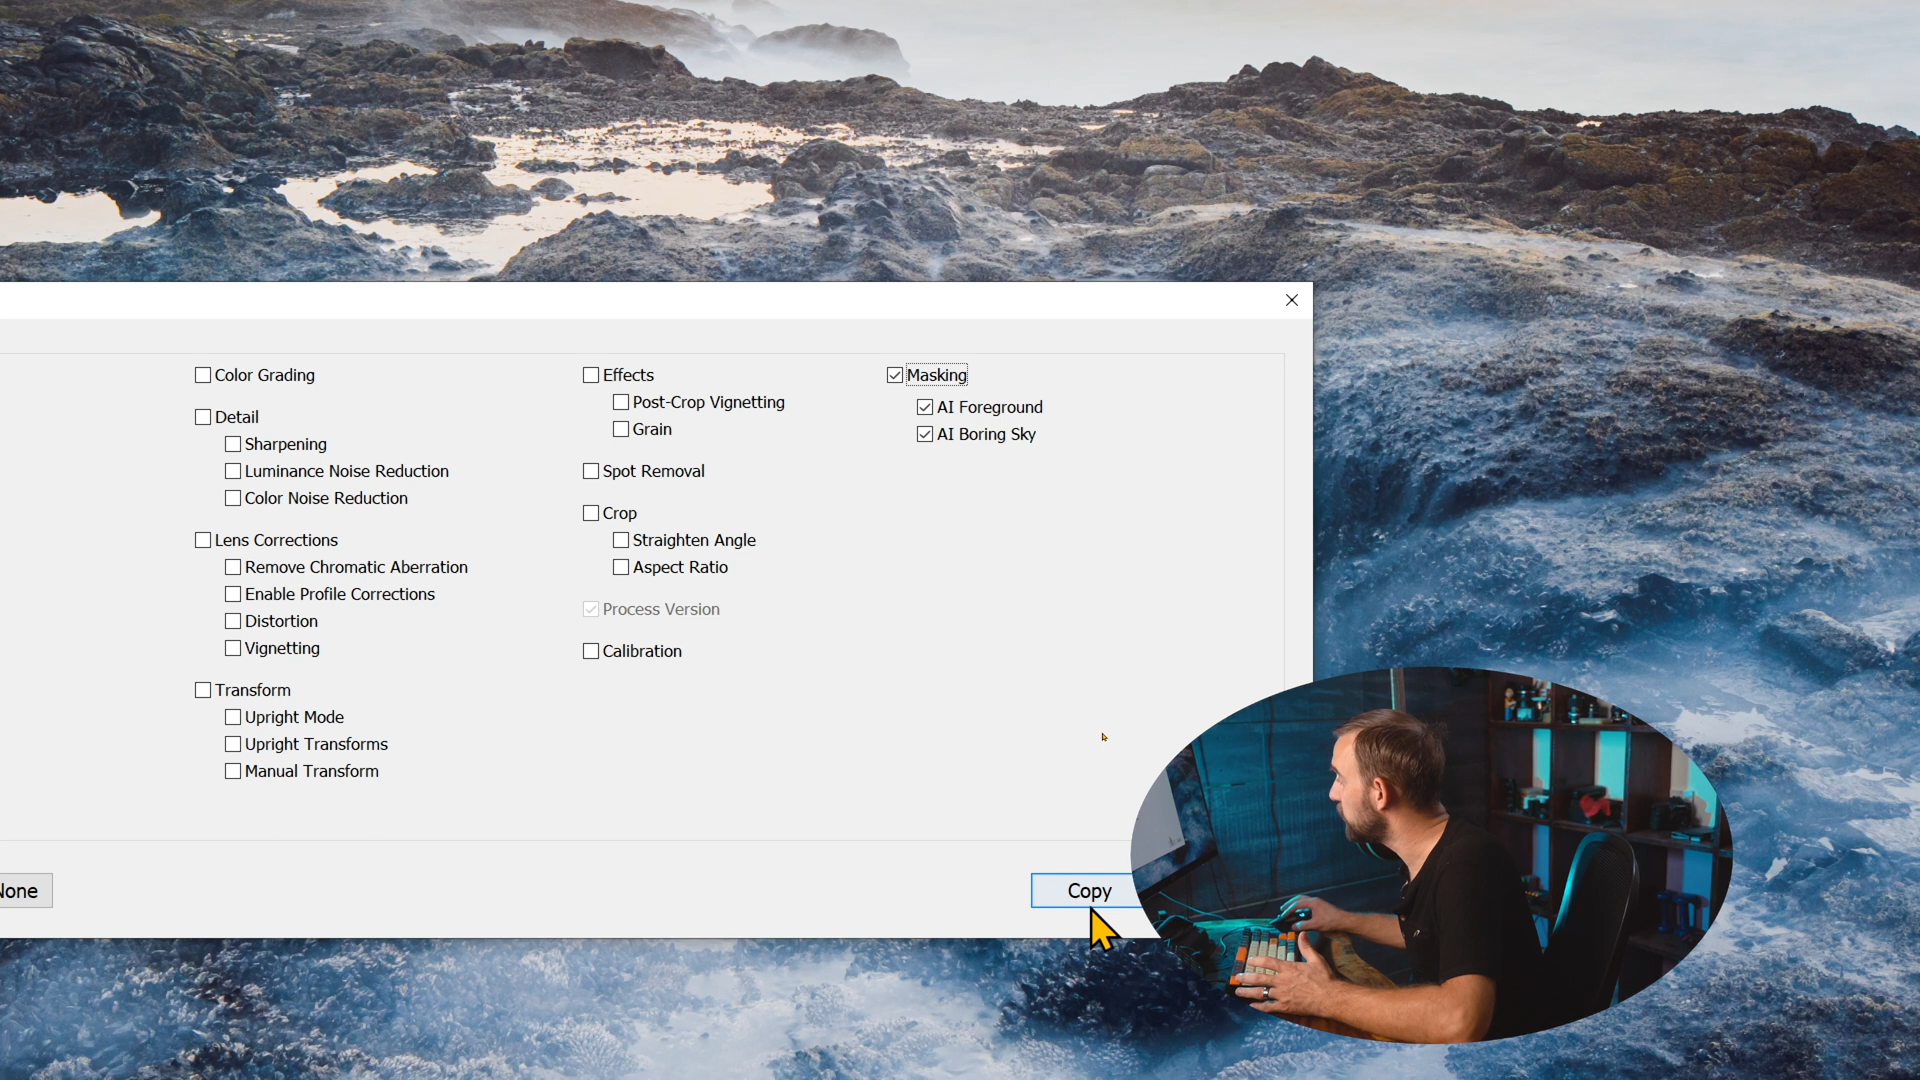 Color Grading
Detail
Sharpening
Luminance Noise Reduction
Color Noise Reduction
Lens Corrections
Remove Chromatic Aberration
Enable Profile Corrections
Distortion
Vignetting
Transform
Upright Mode
Upright Transforms
Manual Transform
Effects
Post-Crop Vignetting
Grain
Spot Removal
Crop
Straighten Angle
Aspect Ratio
Process Version
Calibration
Masking
AI Foreground
AI Boring Sky
None
Copy